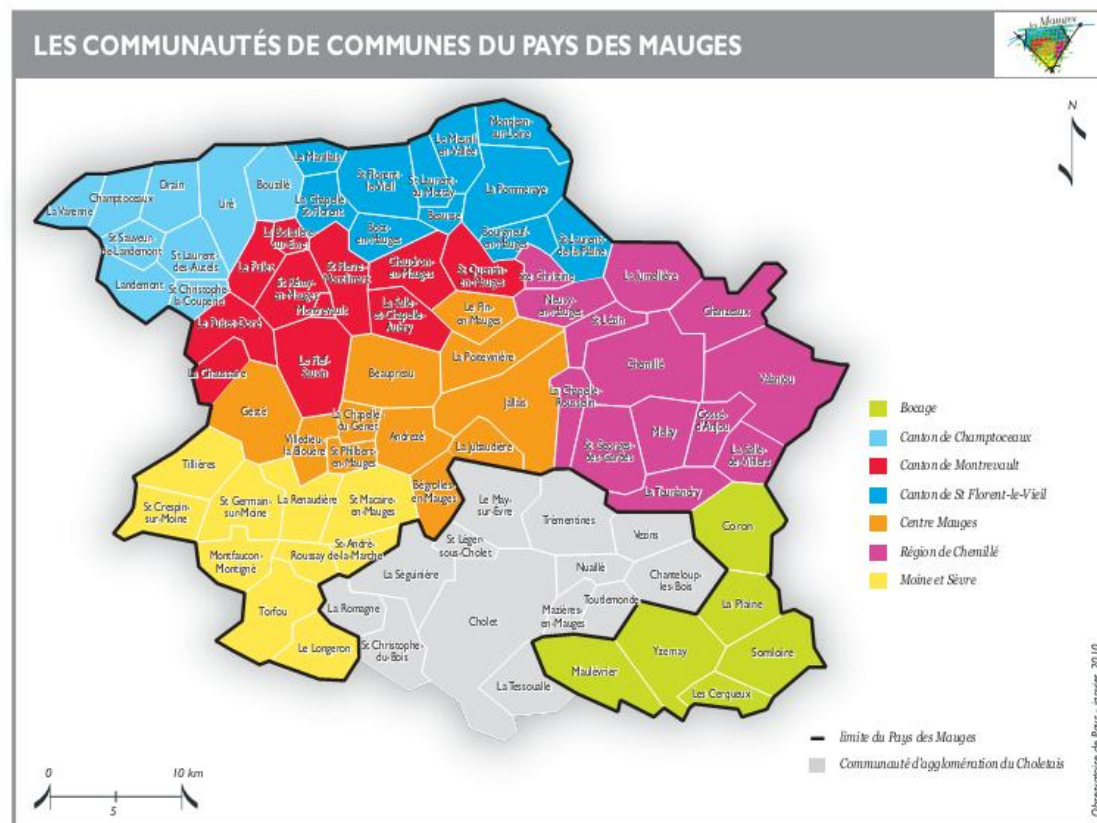 LES COMMUNAUTÉS DE COMMUNES DU PAYS DES MAUGES
Mauges
N
Montjean-
sur-Loire
Le Mesnil-
en-Vallée
Le Marillais
St Florent-
le-Vieil
St Laurent-
du-Mottay
La Pommeraye
Bouzillé
Drain
Champtoceaux
La Varenne
Liré
La Chapelle-
St-Florent
Beausse
Botz-
en-Mauges
Bourgneuf-
en-Mauges
St Laurent-
de-la-Plaine
St Sauveur-
de-Landemont
St Laurent-
des-Autels
La Boissière-
sur-Èvre
Landemont
St Christophe-
la-Couperie
St Rémy-
en-Mauges
St Pierre-
Montlimart
Chaudron-
en-Mauges
St Quentin-
en-Mauges
Ste Christine
La Jumellière
Montrevault
La Salle-
et-Chapelle-
Aubry
Le Pin-
en-Mauges
Neuvy-
en-Mauges
St Lézin
Chanzeaux
Le Puiset-Doré
Le Fief-
Sauvin
La Poitevinière
Chemillé
Valanjou
La Chaussaire
Beaupreau
Jallais
La Chapelle-
Rousselin
Gesté
La Chapelle-
du-Genêt
Andrezé
Melay
Cossé-
d'Anjou
Villedieu-
la-Blouère
St Philbert-
en-Mauges
La Jubaudière
St Georges-
des-Gardes
La Salle-
de-Vihiers
Tillières
Bégrolles-
en-Mauges
La Tourlandry
St Crespin-
sur-Moine
St Germain-
sur-Moine
La Renaudière
St Macaire-
en-Mauges
Le May-
sur-Èvre
Trémentines
Coron
Vezins
Montfaucon-
Montigné
Roussay
St-André-
de-la-Marche
St Léger-
sous-Cholet
La Séguinière
Nuaillé
Chanteloup-
les-Bois
La Plaine
Torfou
La Romagne
Cholet
Mazières-
en-Mauges
Toutlemonde
Le Longeron
St Christophe-
du-Bois
Maulévrier
Yzernay
Somloire
La Tessoualle
Les Cerqueux
Bocage
Canton de Champtoceaux
Canton de Montrevault
Canton de St Florent-le-Vieil
Centre Mauges
Région de Chemillé
Moine et Sèvre
limite du Pays des Mauges
Communauté d'agglomération du Choletais
0 10 km
5
Observatoire de Pays - janvier 2010